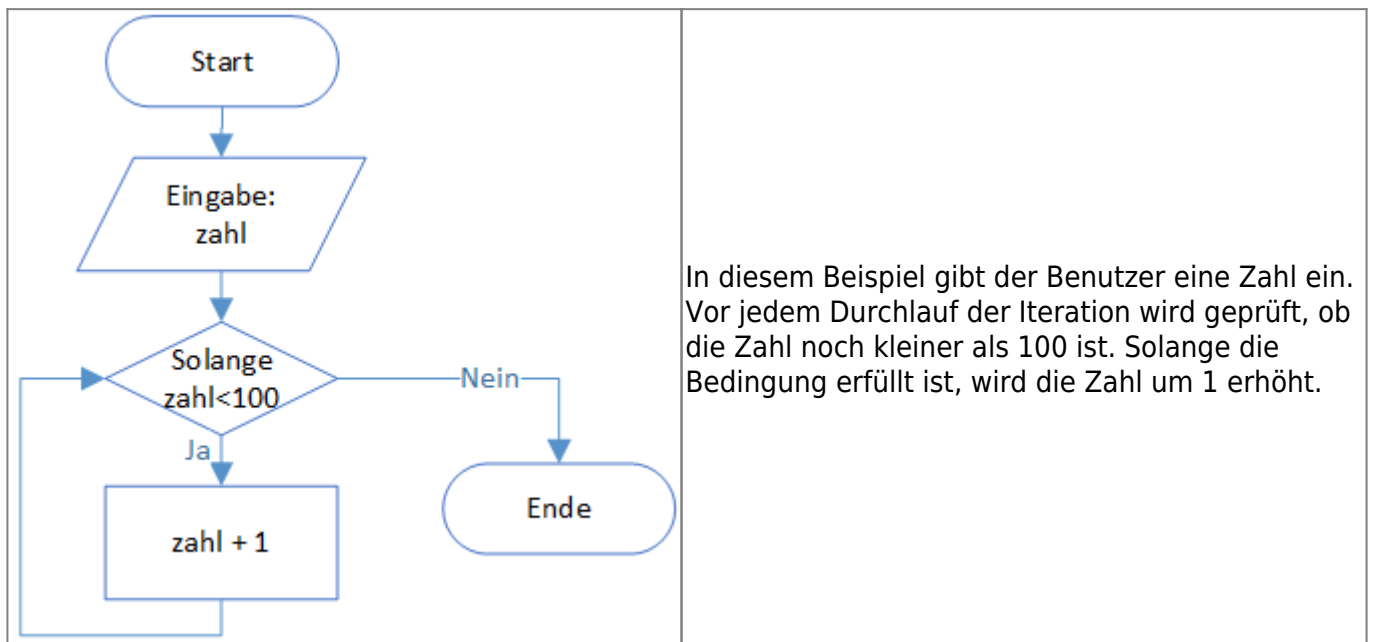 Start
Eingabe:
zahl
Solange
zahl<100
Nein
Ja
zahl + 1
Ende
In diesem Beispiel gibt der Benutzer eine Zahl ein.
Vor jedem Durchlauf der Iteration wird geprüft, ob
die Zahl noch kleiner als 100 ist. Solange die
Bedingung erfüllt ist, wird die Zahl um 1 erhöht.